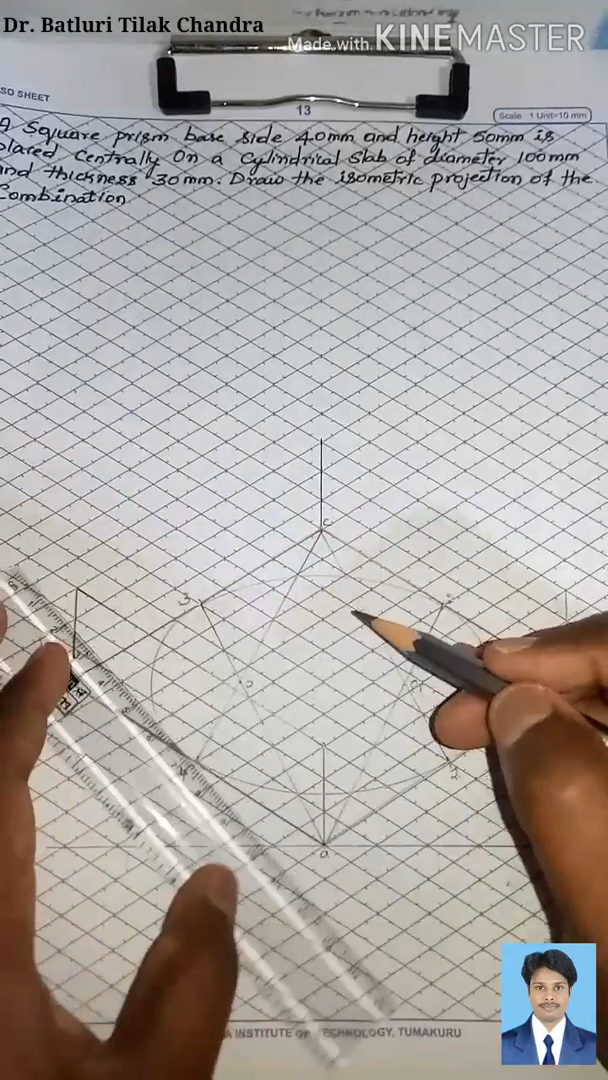 Dr. Batluri Tilak Chandra
Made with KINEMASTER
SO SHEET
13
Scale 1 Unit=10 mm
A Square prism base side 40mm and height 50mm is
placed Centrally On a Cylindrical Slab of diameter 100mm
and thickness 30mm. Draw the isometric projection of the
Combination
C
3
P
2
a
A INSTITUTE OF TECHNOLOGY, TUMAKURU